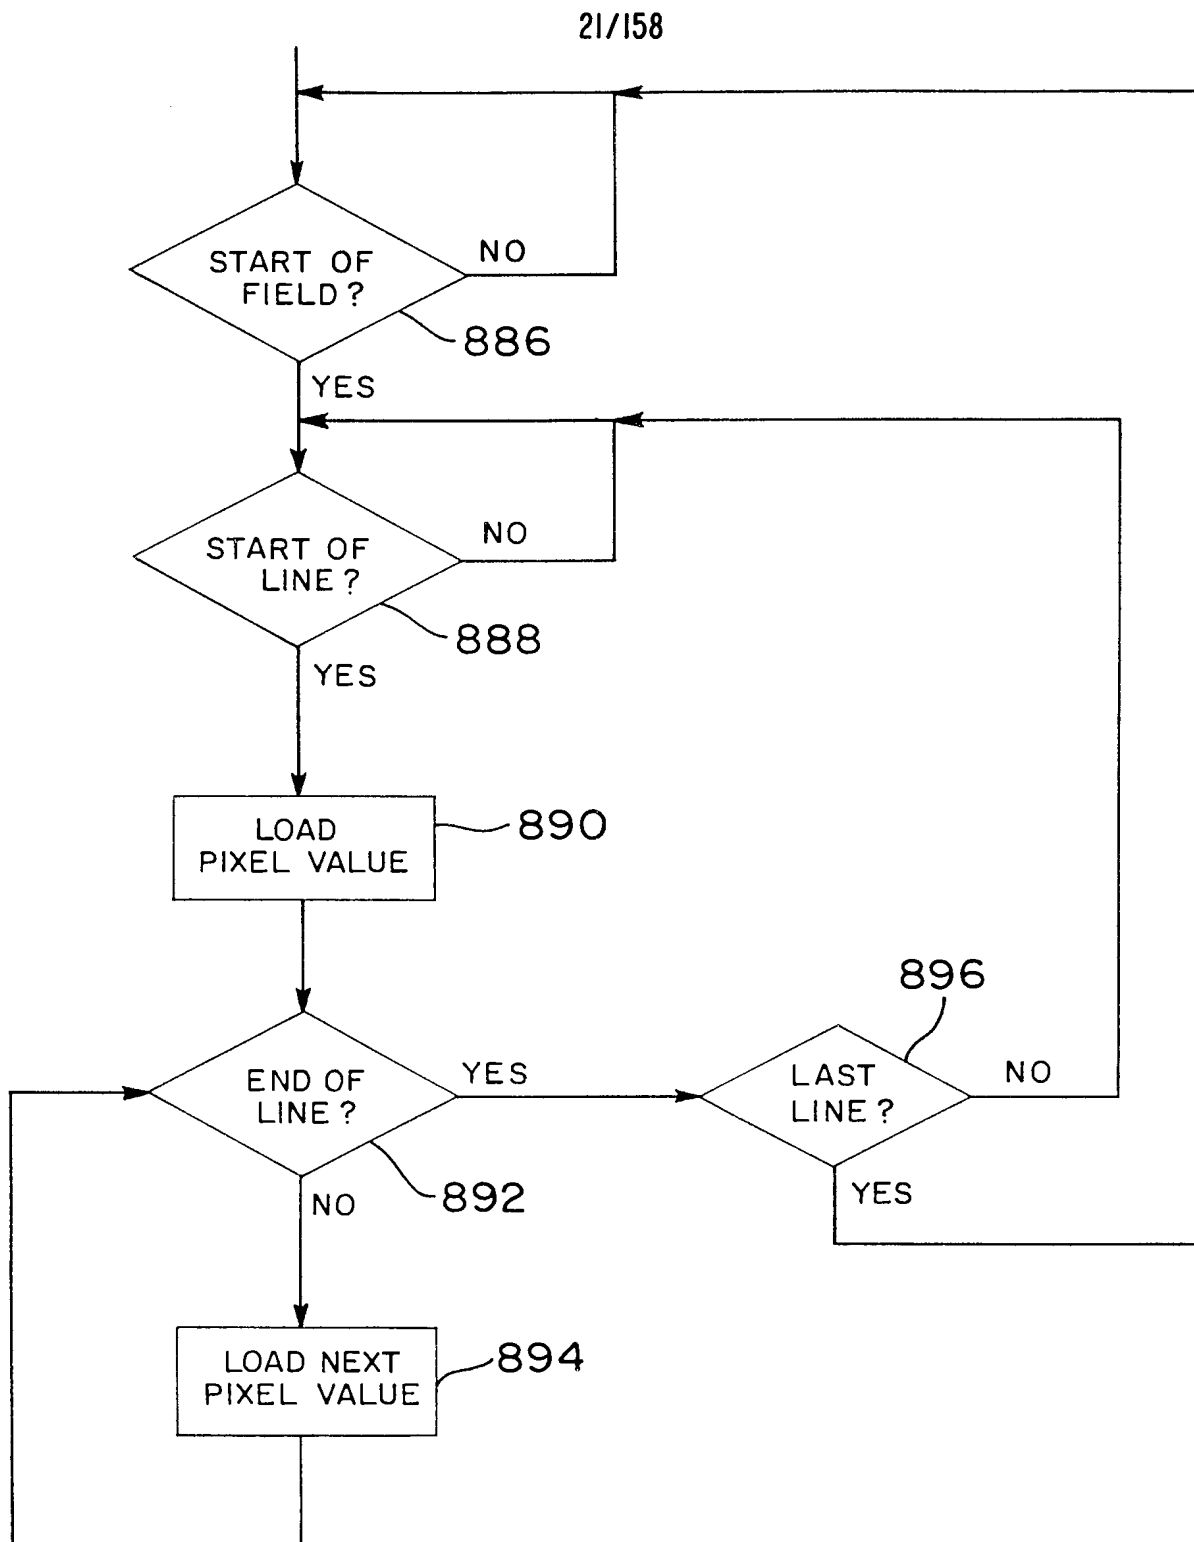 21/158
START OF
FIELD?
NO
886
YES
START OF
LINE?
NO
888
YES
LOAD
PIXEL VALUE
890
END OF
LINE?
YES
892
NO
LAST
LINE?
896
NO
YES
LOAD NEXT
PIXEL VALUE
894